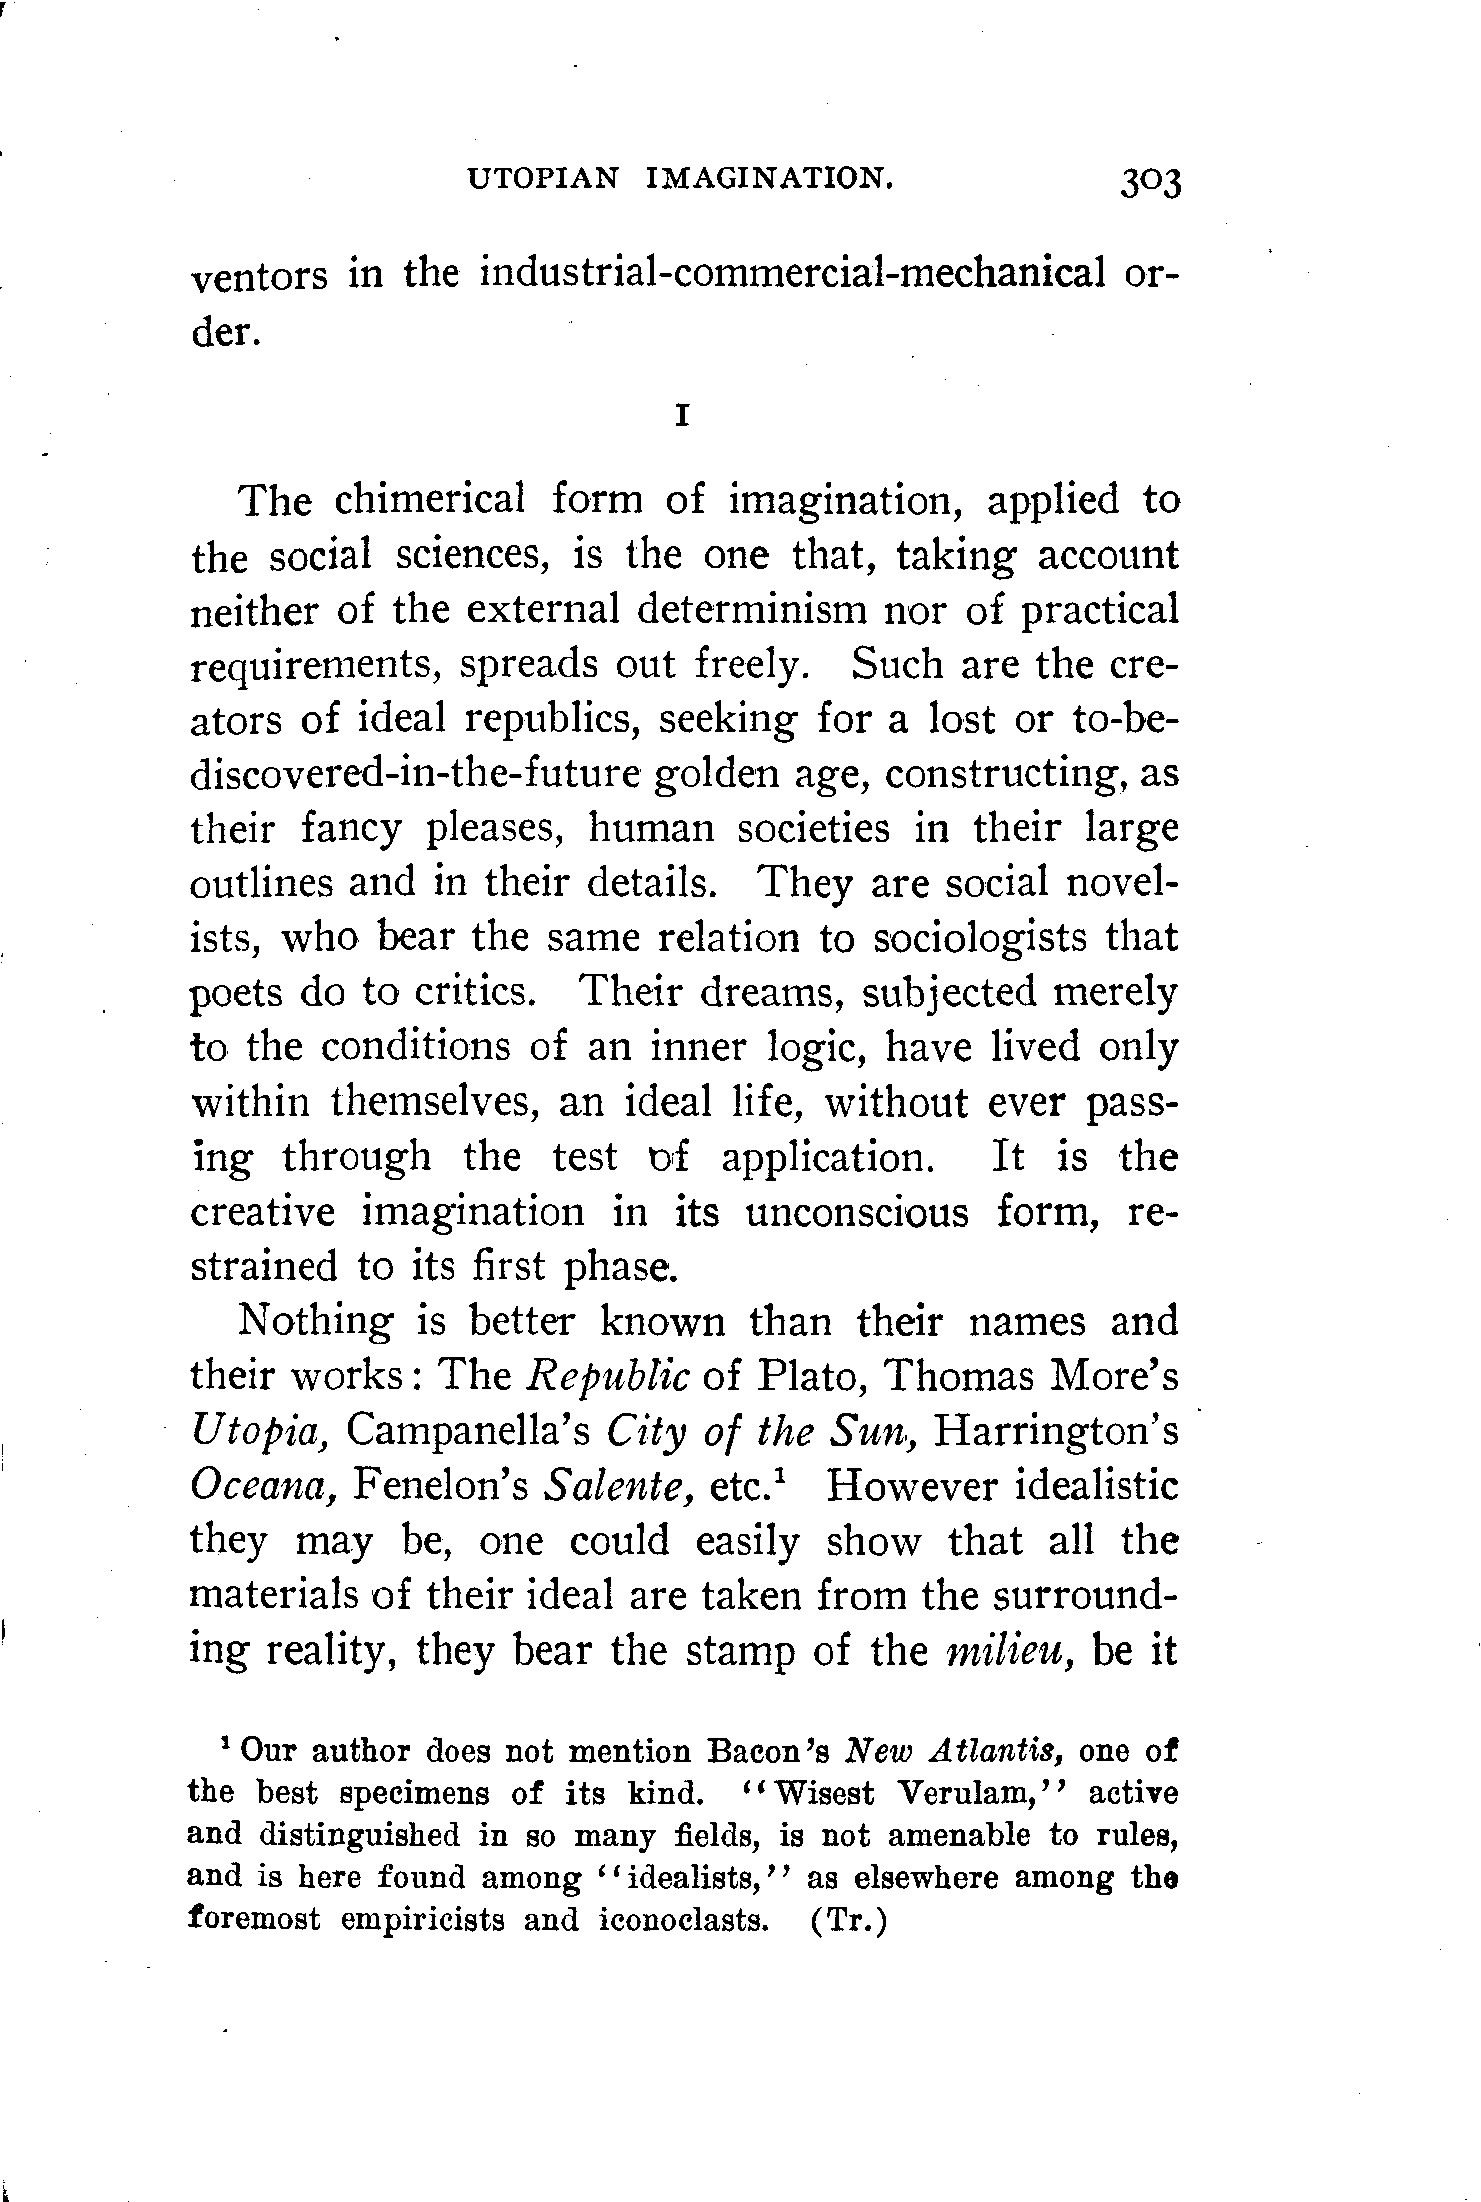 UTOPIAN IMAGINATION. 303
ventors in the industrial-commercial-mechanical or-
der.
I
The chimerical form of imagination, applied to
the social sciences, is the one that, taking account
neither of the external determinism nor of practical
requirements, spreads out freely. Such are the cre-
ators of ideal republics, seeking for a lost or to-be-
discovered-in-the-future golden age, constructing, as
their fancy pleases, human societies in their large
outlines and in their details. They are social novel-
ists, who bear the same relation to sociologists that
poets do to critics. Their dreams, subjected merely
to the conditions of an inner logic, have lived only
within themselves, an ideal life, without ever pass-
ing through the test of application. It is the
creative imagination in its unconscious form, re-
strained to its first phase.
Nothing is better known than their names and
their works: The Republic of Plato, Thomas More's
Utopia, Campanella's City of the Sun, Harrington's
Oceana, Fenelon's Salente, etc.¹ However idealistic
they may be, one could easily show that all the
materials of their ideal are taken from the surround-
ing reality, they bear the stamp of the milieu, be it
¹ Our author does not mention Bacon's New Atlantis, one of
the best specimens of its kind. "Wisest Verulam," active
and distinguished in so many fields, is not amenable to rules,
and is here found among "idealists," as elsewhere among the
foremost empiricists and iconoclasts. (Tr.)